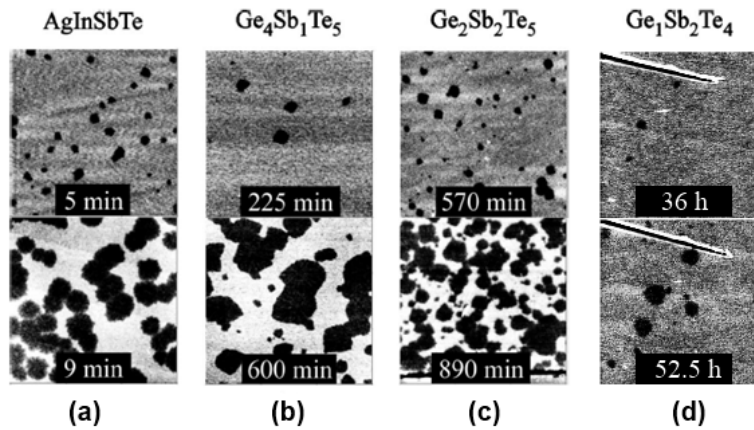 AgInSbTe
Ge₄Sb₁Te₅
Ge₂Sb₂Te₅
Ge₁Sb₂Te₄
5 min
225 min
570 min
36 h
9 min
600 min
890 min
52.5 h
(a)
(b)
(c)
(d)